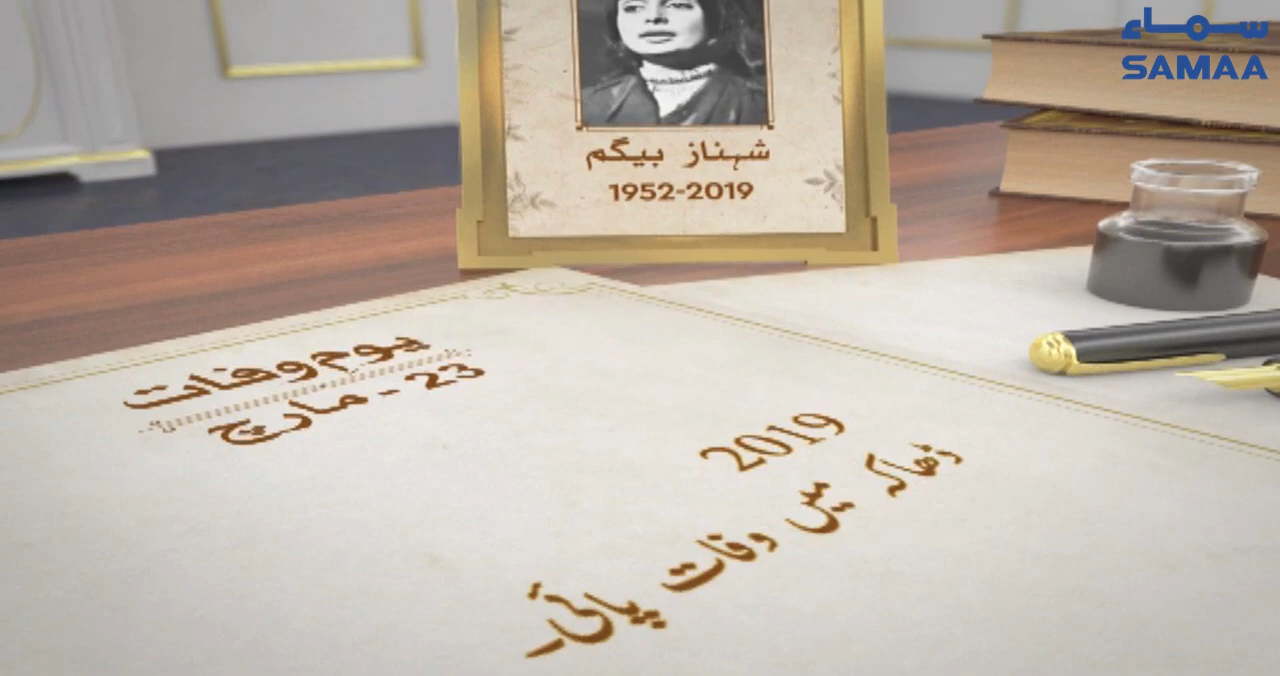 سماء
SAMAA
شہناز بیگم
1952-2019
یومِ وفات
23 - مارچ
2019
ڈھاکہ میں وفات پائی۔